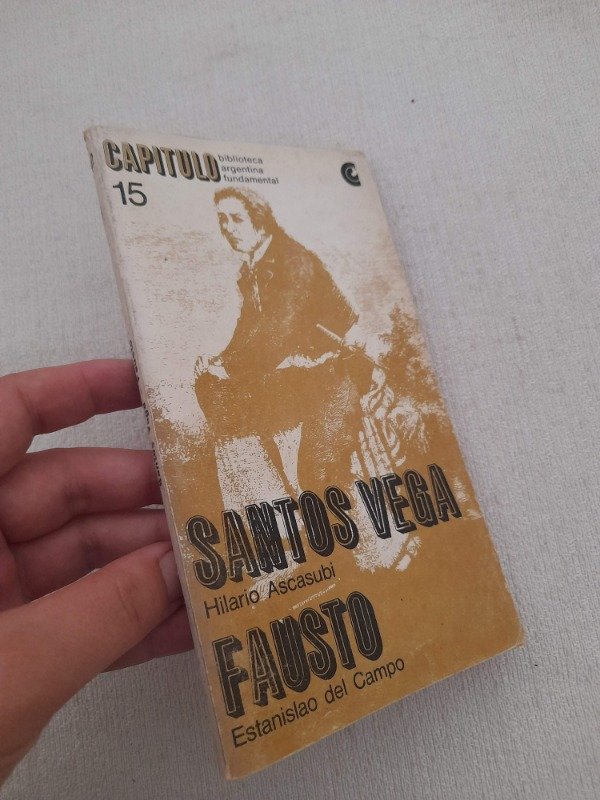 CAPITULO
biblioteca
argentina
fundamental
15
SANTOS VEGA
Hilario Ascasubi
FAUSTO
Estanislao del Campo